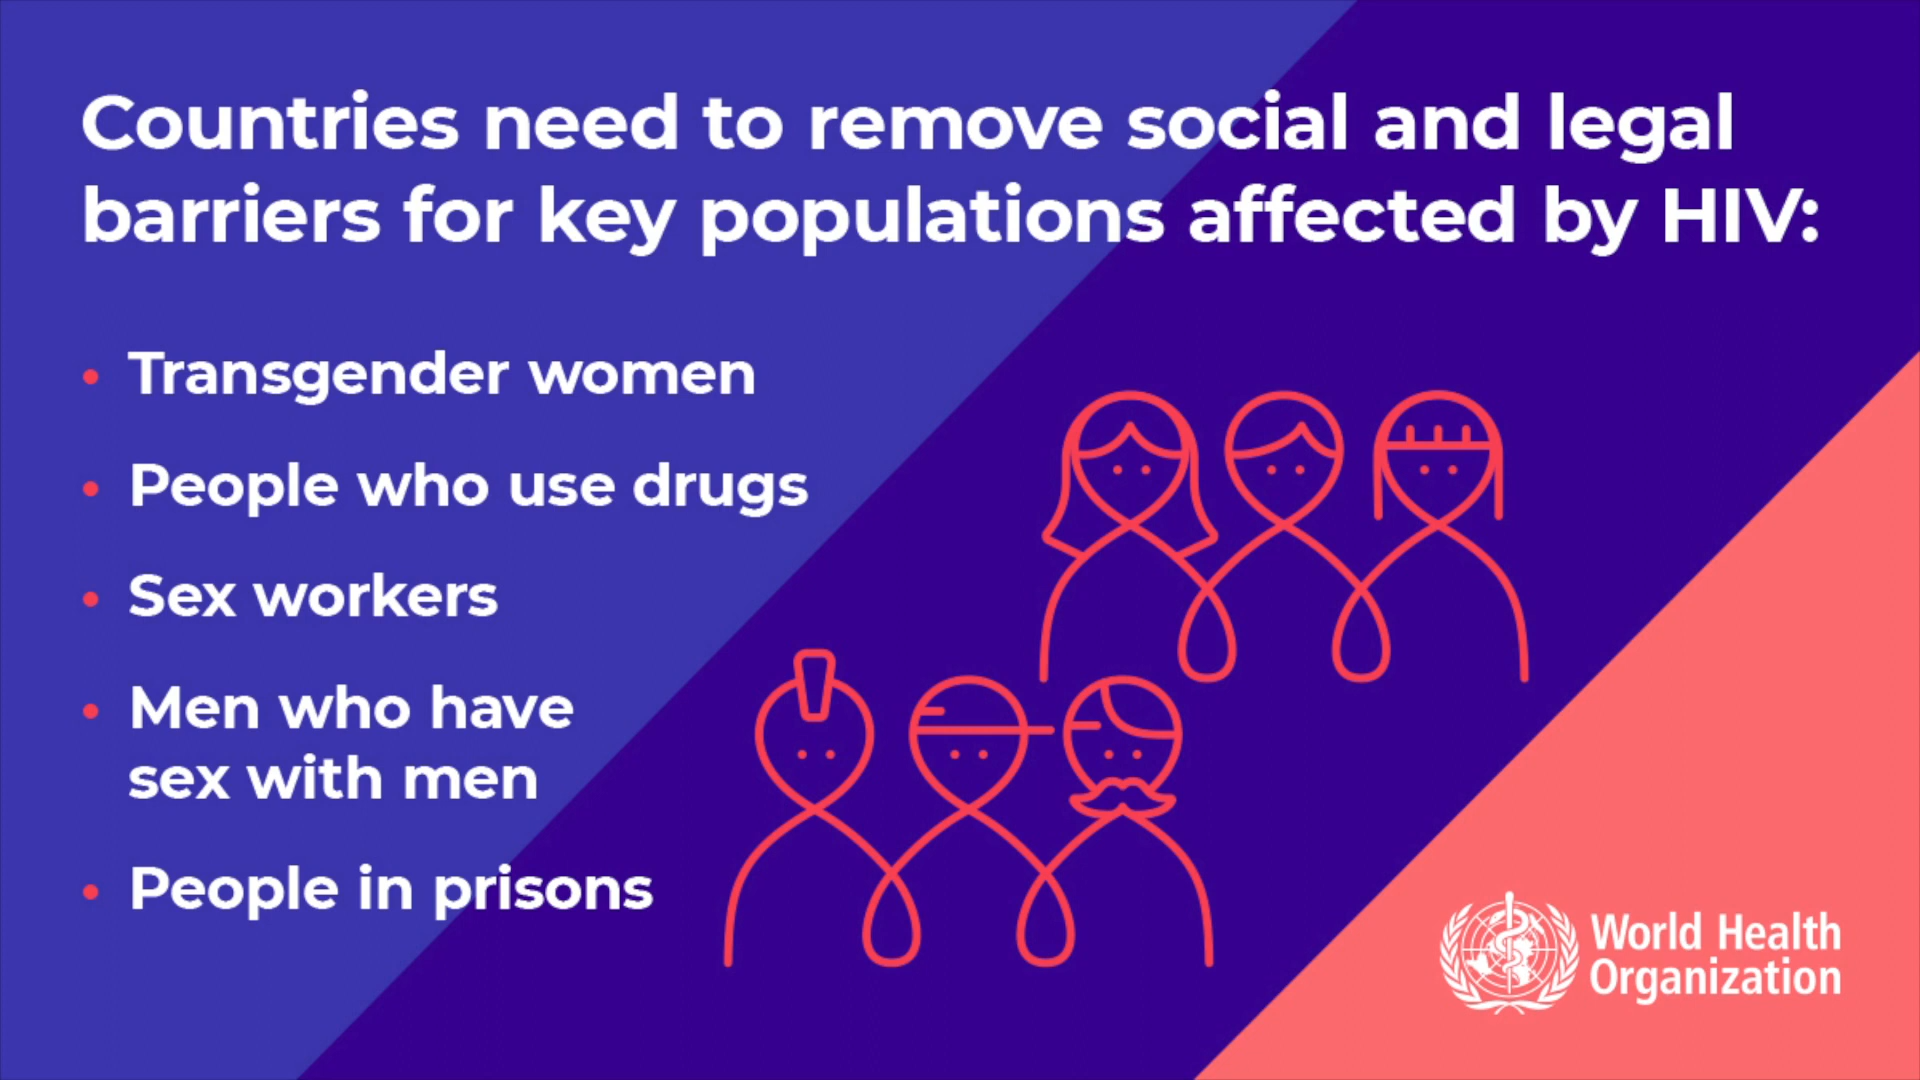 Countries need to remove social and legal
barriers for key populations affected by HIV:
• Transgender women
• People who use drugs
• Sex workers
• Men who have
sex with men
• People in prisons
World Health
Organization